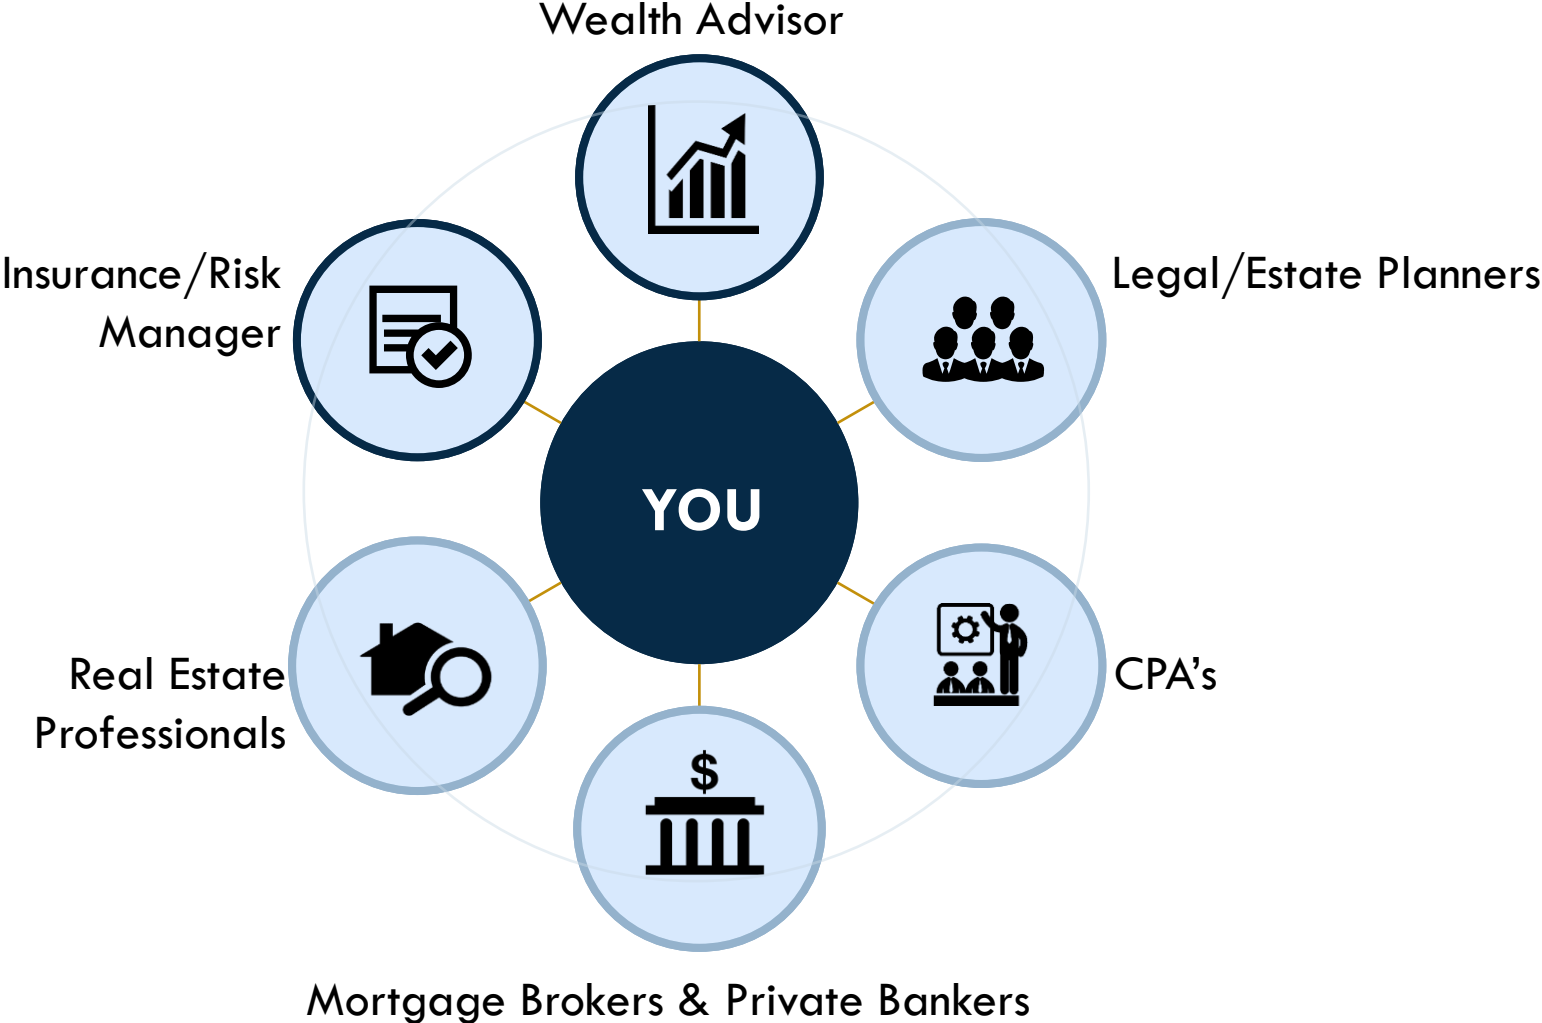 Wealth Advisor
Insurance/Risk
Manager
Legal/Estate Planners
YOU
Real Estate
Professionals
CPA’s
$
Mortgage Brokers & Private Bankers